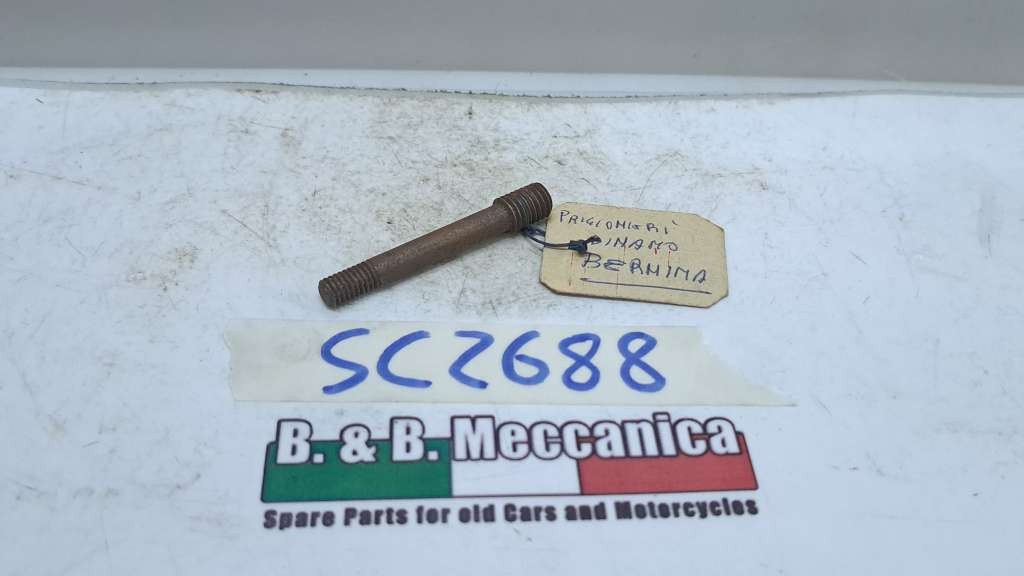 PRIGIONIERI
DINAMO
BERNINA
SC2688
B. & B. Meccanica
Spare Parts for old Cars and Motorcycles